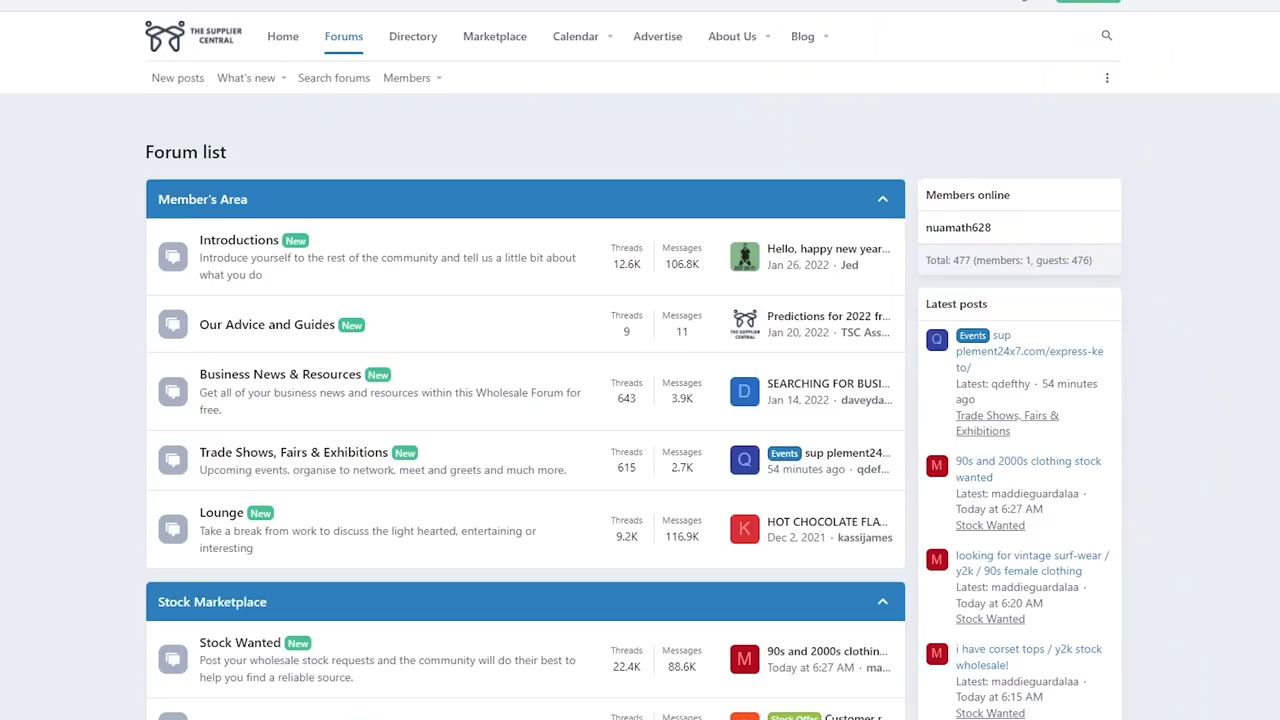 THE SUPPLIER
CENTRAL
Home
Forums
Directory
Marketplace
Calendar
Advertise
About Us
Blog
New posts
What's new
Search forums
Members
Forum list
Member's Area
Introductions New
Introduce yourself to the rest of the community and tell us a little bit about
what you do
Threads
12.6K
Messages
106.8K
Hello, happy new year...
Jan 26, 2022 · Jed
Our Advice and Guides New
Threads
9
Messages
11
THE SUPPLIER
CENTRAL
Predictions for 2022 fr...
Jan 20, 2022 · TSC Ass...
Business News & Resources New
Get all of your business news and resources within this Wholesale Forum for
free.
Threads
643
Messages
3.9K
D
SEARCHING FOR BUSI...
Jan 14, 2022 · daveyda...
Trade Shows, Fairs & Exhibitions New
Upcoming events, organise to network, meet and greets and much more.
Threads
615
Messages
2.7K
Q
Events sup plement24...
54 minutes ago · qdef...
Lounge New
Take a break from work to discuss the light hearted, entertaining or
interesting
Threads
9.2K
Messages
116.9K
K
HOT CHOCOLATE FLA...
Dec 2, 2021 · kassijames
Stock Marketplace
Stock Wanted New
Post your wholesale stock requests and the community will do their best to
help you find a reliable source.
Threads
22.4K
Messages
88.6K
M
90s and 2000s clothin...
Today at 6:27 AM · ma...
Threads
Messages
Stock Offer Customer r...
Members online
nuamath628
Total: 477 (members: 1, guests: 476)
Latest posts
Q
Events sup
plement24x7.com/express-ke
to/
Latest: qdefthy · 54 minutes
ago
Trade Shows, Fairs &
Exhibitions
M
90s and 2000s clothing stock
wanted
Latest: maddieguardalaa ·
Today at 6:27 AM
Stock Wanted
M
looking for vintage surf-wear /
y2k / 90s female clothing
Latest: maddieguardalaa ·
Today at 6:20 AM
Stock Wanted
M
i have corset tops / y2k stock
wholesale!
Latest: maddieguardalaa ·
Today at 6:15 AM
Stock Wanted